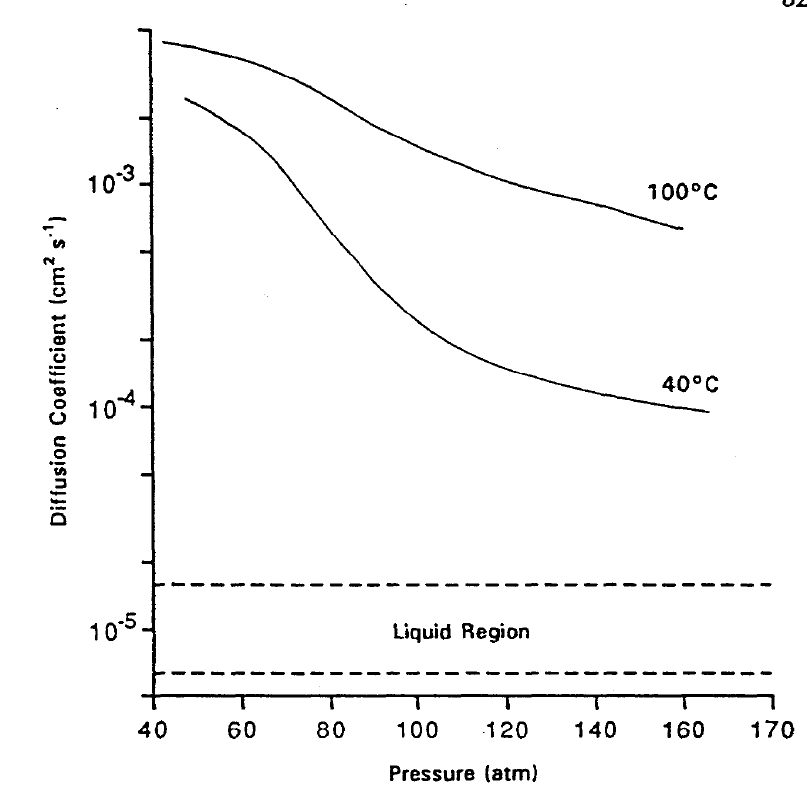 82
10⁻³
100°C
Diffusion Coefficient (cm² s⁻¹)
40°C
10⁻⁴
Liquid Region
10⁻⁵
40 60 80 100 120 140 160 170
Pressure (atm)